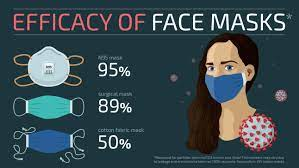 EFFICACY OF FACE MASKS*
N95 mask
95%
surgical mask
89%
cotton fabric mask
50%